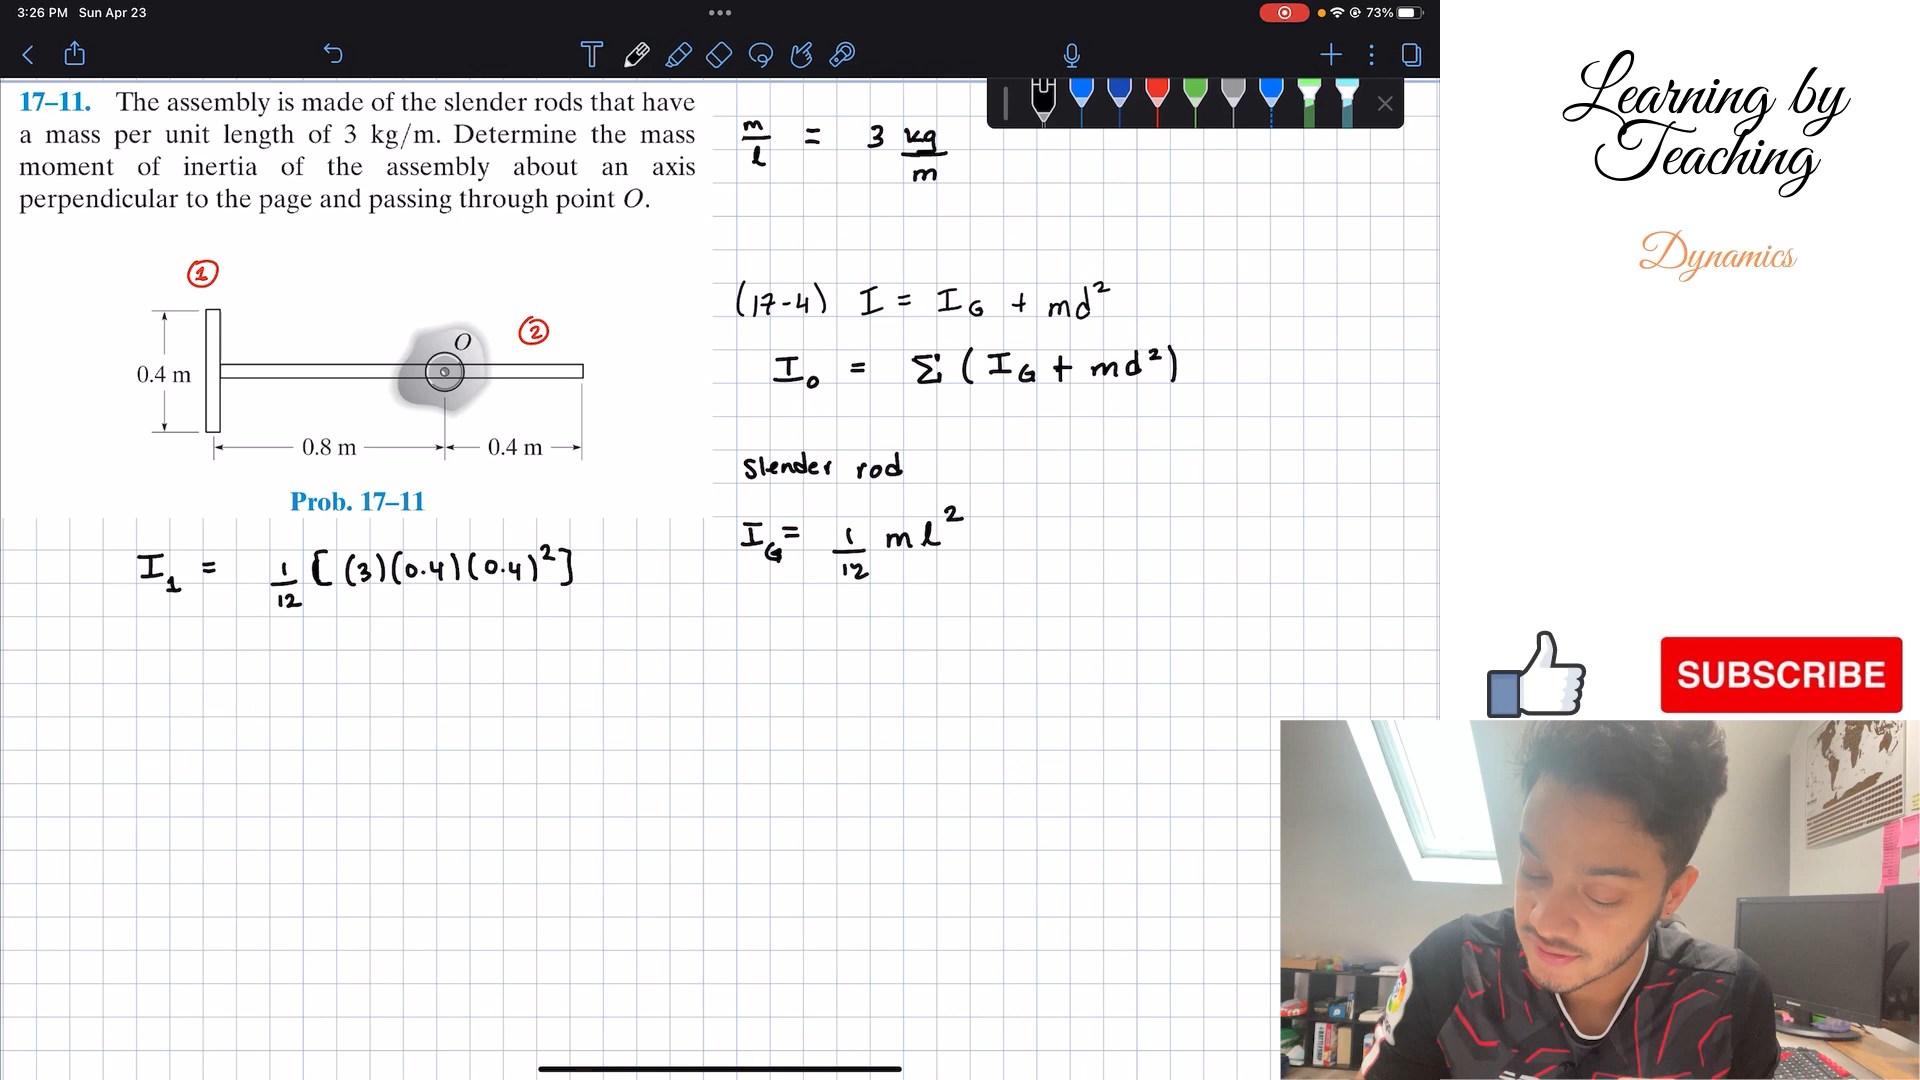 3:26 PM Sun Apr 23
73%
17–11. The assembly is made of the slender rods that have
a mass per unit length of 3 kg/m. Determine the mass
moment of inertia of the assembly about an axis
perpendicular to the page and passing through point O.
1
2
O
0.4 m
0.8 m
0.4 m
Prob. 17–11
I₁ = 1/12 [(3)(0.4)(0.4)²]
m/l = 3 kg/m
(17-4) I = I_G + md²
I_O = Σ (I_G + md²)
Slender rod
I_G = 1/12 ml²
Learning by
Teaching
Dynamics
SUBSCRIBE